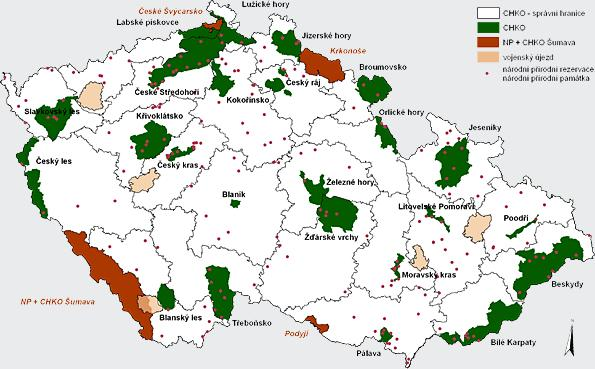 České Švýcarsko
Labské pískovce
Lužické hory
Jizerské hory
Krkonoše
Broumovsko
České Středohoří
Kokořínsko
Český ráj
Slavkovský les
Křivoklátsko
Orlické hory
Jeseníky
Český les
Český kras
Blaník
Železné hory
Litovelské Pomoraví
Poodří
Žďárské vrchy
Moravský kras
Beskydy
NP + CHKO Šumava
Blanský les
Třeboňsko
Podyjí
Pálava
Bílé Karpaty
CHKO - správní hranice
CHKO
NP + CHKO Šumava
vojenský újezd
národní přírodní rezervace
národní přírodní památka